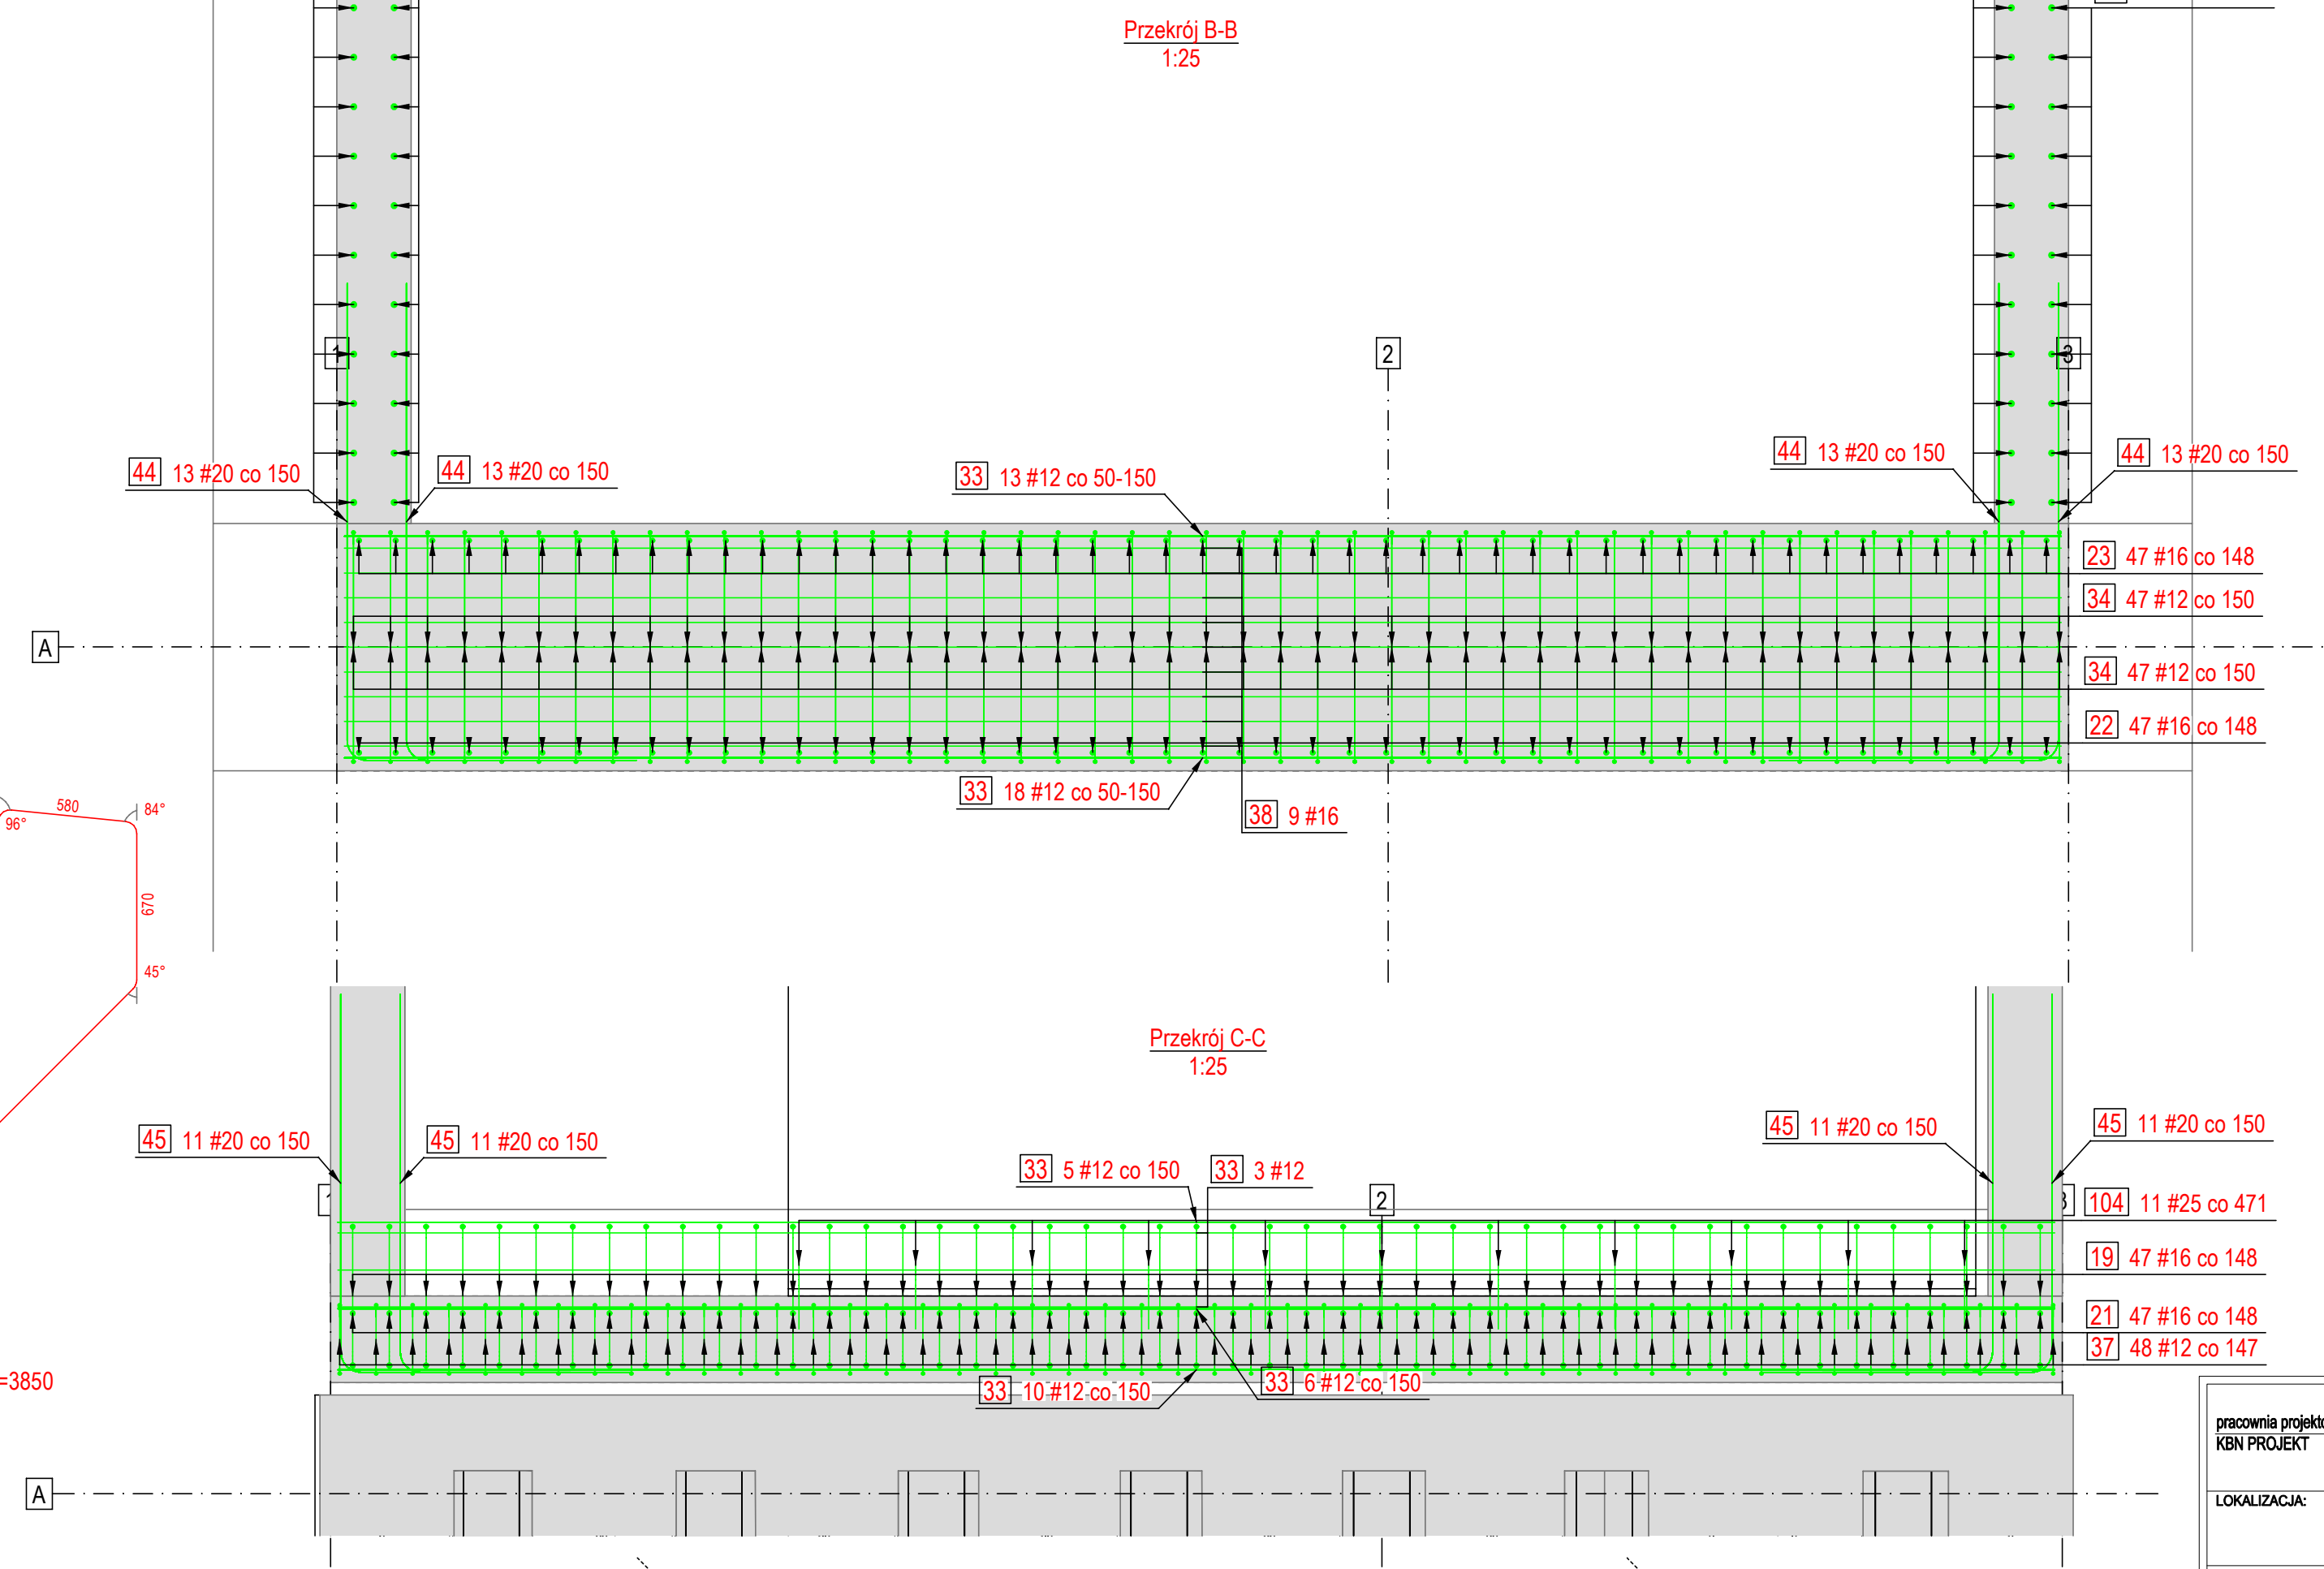 Przekrój B-B
1:25
1
2
3
44 13 #20 co 150
44 13 #20 co 150
33 13 #12 co 50-150
44 13 #20 co 150
44 13 #20 co 150
23 47 #16 co 148
34 47 #12 co 150
A
34 47 #12 co 150
22 47 #16 co 148
33 18 #12 co 50-150
38 9 #16
580
84°
96°
670
45°
Przekrój C-C
1:25
45 11 #20 co 150
45 11 #20 co 150
45 11 #20 co 150
45 11 #20 co 150
33 5 #12 co 150
33 3 #12
2
104 11 #25 co 471
19 47 #16 co 148
21 47 #16 co 148
37 48 #12 co 147
=3850
33 10 #12 co 150
33 6 #12 co 150
A
pracownia projekto
KBN PROJEKT
LOKALIZACJA: